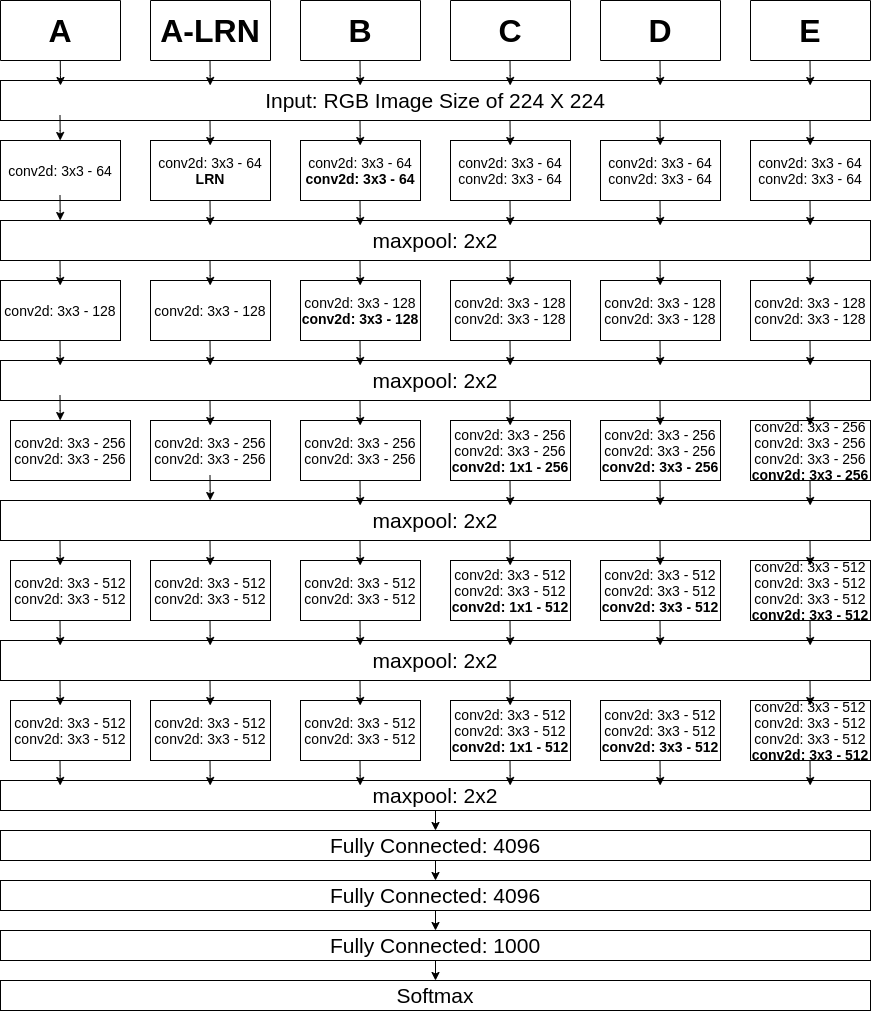 A
A-LRN
B
C
D
E
Input: RGB Image Size of 224 X 224
conv2d: 3x3 - 64
conv2d: 3x3 - 64
LRN
conv2d: 3x3 - 64
conv2d: 3x3 - 64
conv2d: 3x3 - 64
conv2d: 3x3 - 64
conv2d: 3x3 - 64
conv2d: 3x3 - 64
conv2d: 3x3 - 64
conv2d: 3x3 - 64
maxpool: 2x2
conv2d: 3x3 - 128
conv2d: 3x3 - 128
conv2d: 3x3 - 128
conv2d: 3x3 - 128
conv2d: 3x3 - 128
conv2d: 3x3 - 128
conv2d: 3x3 - 128
conv2d: 3x3 - 128
conv2d: 3x3 - 128
conv2d: 3x3 - 128
maxpool: 2x2
conv2d: 3x3 - 256
conv2d: 3x3 - 256
conv2d: 3x3 - 256
conv2d: 3x3 - 256
conv2d: 3x3 - 256
conv2d: 3x3 - 256
conv2d: 3x3 - 256
conv2d: 3x3 - 256
conv2d: 1x1 - 256
conv2d: 3x3 - 256
conv2d: 3x3 - 256
conv2d: 3x3 - 256
conv2d: 3x3 - 256
conv2d: 3x3 - 256
conv2d: 3x3 - 256
conv2d: 3x3 - 256
maxpool: 2x2
conv2d: 3x3 - 512
conv2d: 3x3 - 512
conv2d: 3x3 - 512
conv2d: 3x3 - 512
conv2d: 3x3 - 512
conv2d: 3x3 - 512
conv2d: 3x3 - 512
conv2d: 3x3 - 512
conv2d: 1x1 - 512
conv2d: 3x3 - 512
conv2d: 3x3 - 512
conv2d: 3x3 - 512
conv2d: 3x3 - 512
conv2d: 3x3 - 512
conv2d: 3x3 - 512
conv2d: 3x3 - 512
maxpool: 2x2
conv2d: 3x3 - 512
conv2d: 3x3 - 512
conv2d: 3x3 - 512
conv2d: 3x3 - 512
conv2d: 3x3 - 512
conv2d: 3x3 - 512
conv2d: 3x3 - 512
conv2d: 3x3 - 512
conv2d: 1x1 - 512
conv2d: 3x3 - 512
conv2d: 3x3 - 512
conv2d: 3x3 - 512
conv2d: 3x3 - 512
conv2d: 3x3 - 512
conv2d: 3x3 - 512
conv2d: 3x3 - 512
maxpool: 2x2
Fully Connected: 4096
Fully Connected: 4096
Fully Connected: 1000
Softmax